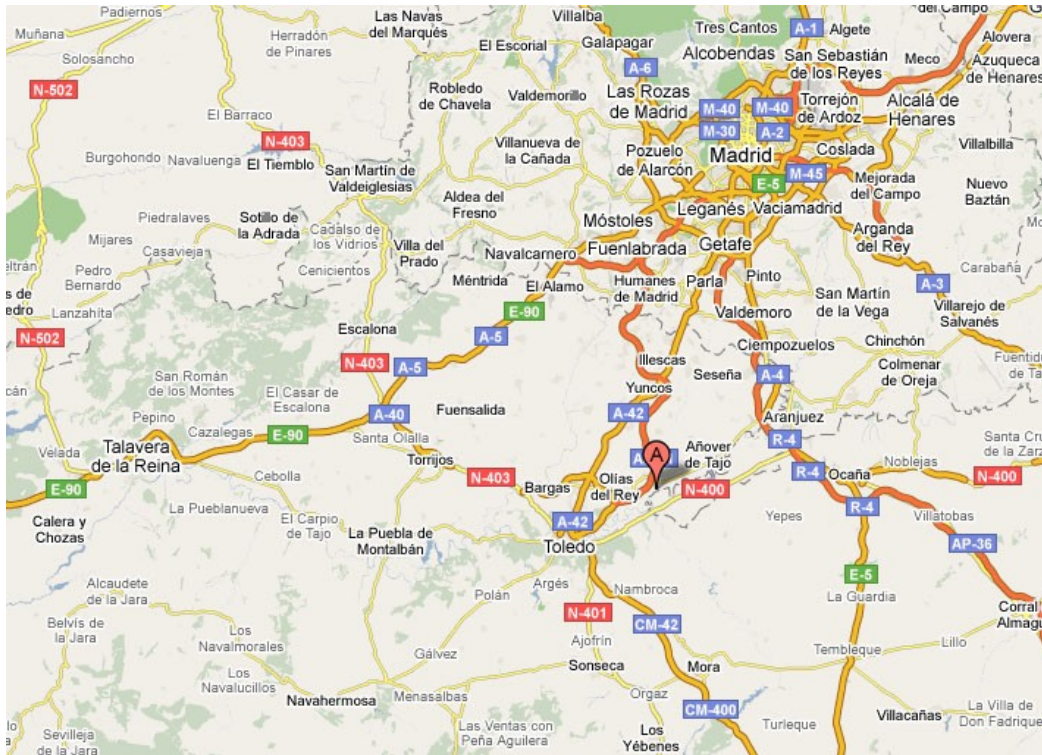 Padiernos
Muñana
Solosancho
Herradón
de Pinares
Las Navas
del Marqués
Villalba
El Escorial
Galapagar
Tres Cantos
A-1
Algete
del Campo
Alovera
Alcobendas
San Sebastián
de los Reyes
Meco
Azuqueca
de Henares
A-6
N-502
Robledo
de Chavela
Valdemorillo
Las Rozas
de Madrid
M-40
M-40
Torrejón
de Ardoz
Alcalá de
Henares
El Barraco
N-403
M-30
A-2
Villanueva de
la Cañada
Pozuelo
de Alarcón
Madrid
Coslada
Villalbilla
Burgohondo
Navaluenga
El Tiemblo
San Martín de
Valdeiglesias
M-45
E-5
Mejorada
del Campo
Nuevo
Baztán
Aldea del
Fresno
Móstoles
Leganés
Vaciamadrid
Piedralaves
Sotillo de
la Adrada
Cadalso de
los Vidrios
Villa del
Prado
Navalcarnero
Fuenlabrada
Getafe
Arganda
del Rey
Mijares
Casavieja
Pedro
Bernardo
Cenicientos
Méntrida
El Alamo
Humanes
de Madrid
Parla
Pinto
Carabaña
A-3
Lanzahíta
E-90
San Martín
de la Vega
Villarejo de
Salvanés
Valdemoro
N-502
Escalona
A-5
Chinchón
Ciempozuelos
N-403
A-5
Illescas
Seseña
A-4
Colmenar
de Oreja
San Román
de los Montes
El Casar de
Escalona
Yuncos
Pepino
A-40
Fuensalida
A-42
Aranjuez
Cazalegas
E-90
Santa Olalla
R-4
Talavera
de la Reina
Velada
Torrijos
A
Añover
de Tajo
R-4
Ocaña
Noblejas
N-400
Cebolla
N-403
Bargas
Olías
del Rey
N-400
E-90
La Pueblanueva
R-4
Calera y
Chozas
El Carpio
de Tajo
La Puebla de
Montalbán
A-42
Toledo
Yepes
Villatobas
AP-36
Alcaudete
de la Jara
Argés
Polán
Nambroca
E-5
La Guardia
N-401
Corral
Belvís de
la Jara
Los
Navalmorales
CM-42
Ajofrín
Gálvez
Tembleque
Lillo
Los
Navalucillos
Sonseca
Mora
Navahermosa
Menasalbas
Orgaz
CM-400
Sevilleja
de la Jara
Las Ventas con
Peña Aguilera
Los
Yébenes
Turleque
Villacañas
La Villa de
Don Fadrique